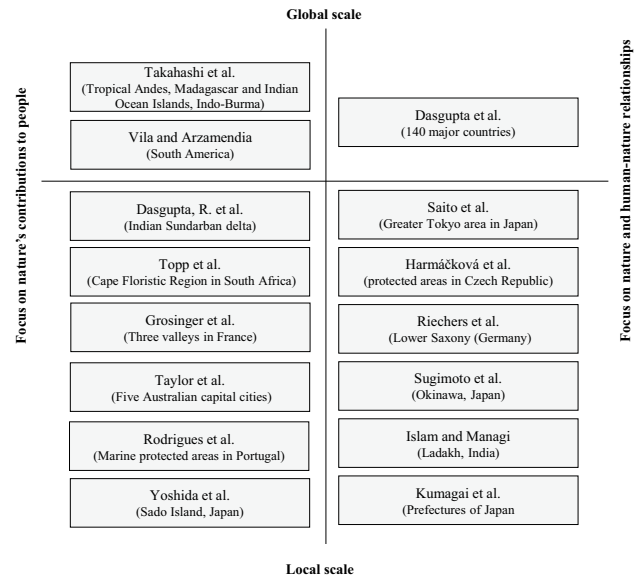 Global scale
Focus on nature's contributions to people
Takahashi et al.
(Tropical Andes, Madagascar and Indian
Ocean Islands, Indo-Burma)
Vila and Arzamendia
(South America)
Dasgupta et al.
(140 major countries)
Focus on nature and human-nature relationships
Dasgupta, R. et al.
(Indian Sundarban delta)
Topp et al.
(Cape Floristic Region in South Africa)
Grosinger et al.
(Three valleys in France)
Taylor et al.
(Five Australian capital cities)
Rodrigues et al.
(Marine protected areas in Portugal)
Yoshida et al.
(Sado Island, Japan)
Saito et al.
(Greater Tokyo area in Japan)
Harmáčková et al.
(protected areas in Czech Republic)
Riechers et al.
(Lower Saxony (Germany)
Sugimoto et al.
(Okinawa, Japan)
Islam and Managi
(Ladakh, India)
Kumagai et al.
(Prefectures of Japan
Local scale